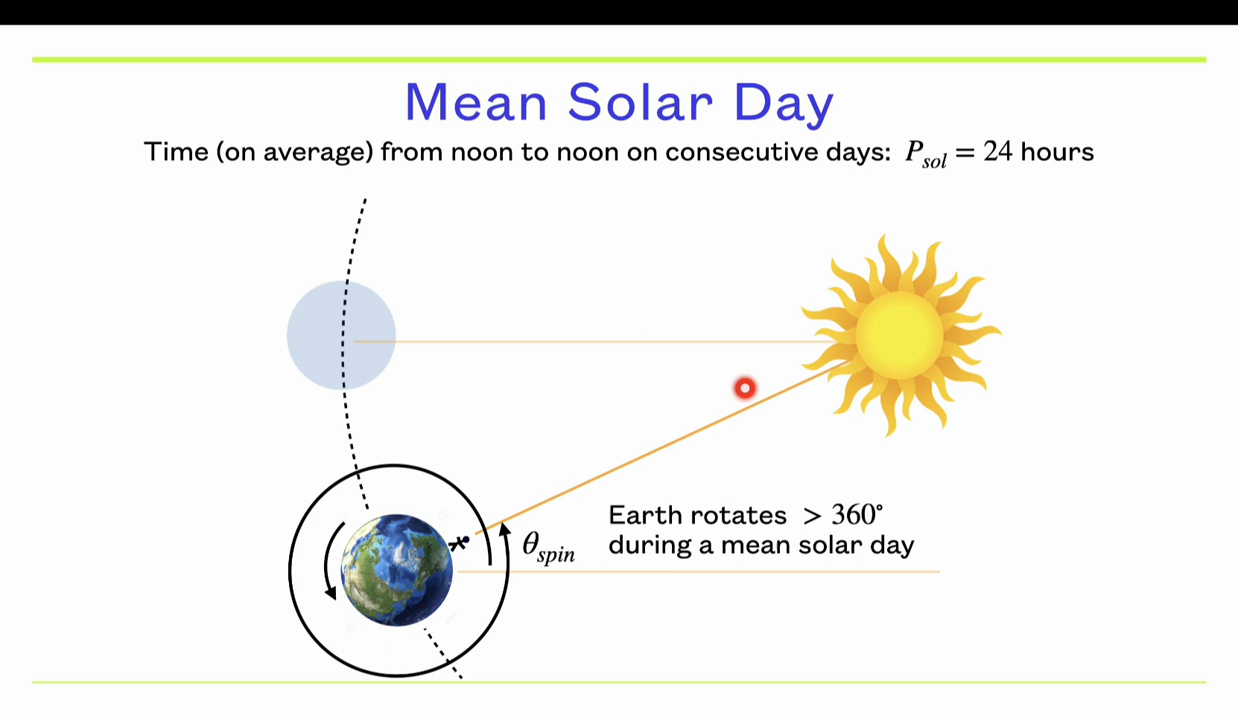 Mean Solar Day
Time (on average) from noon to noon on consecutive days: P_sol = 24 hours
Earth rotates > 360°
θ_spin
during a mean solar day